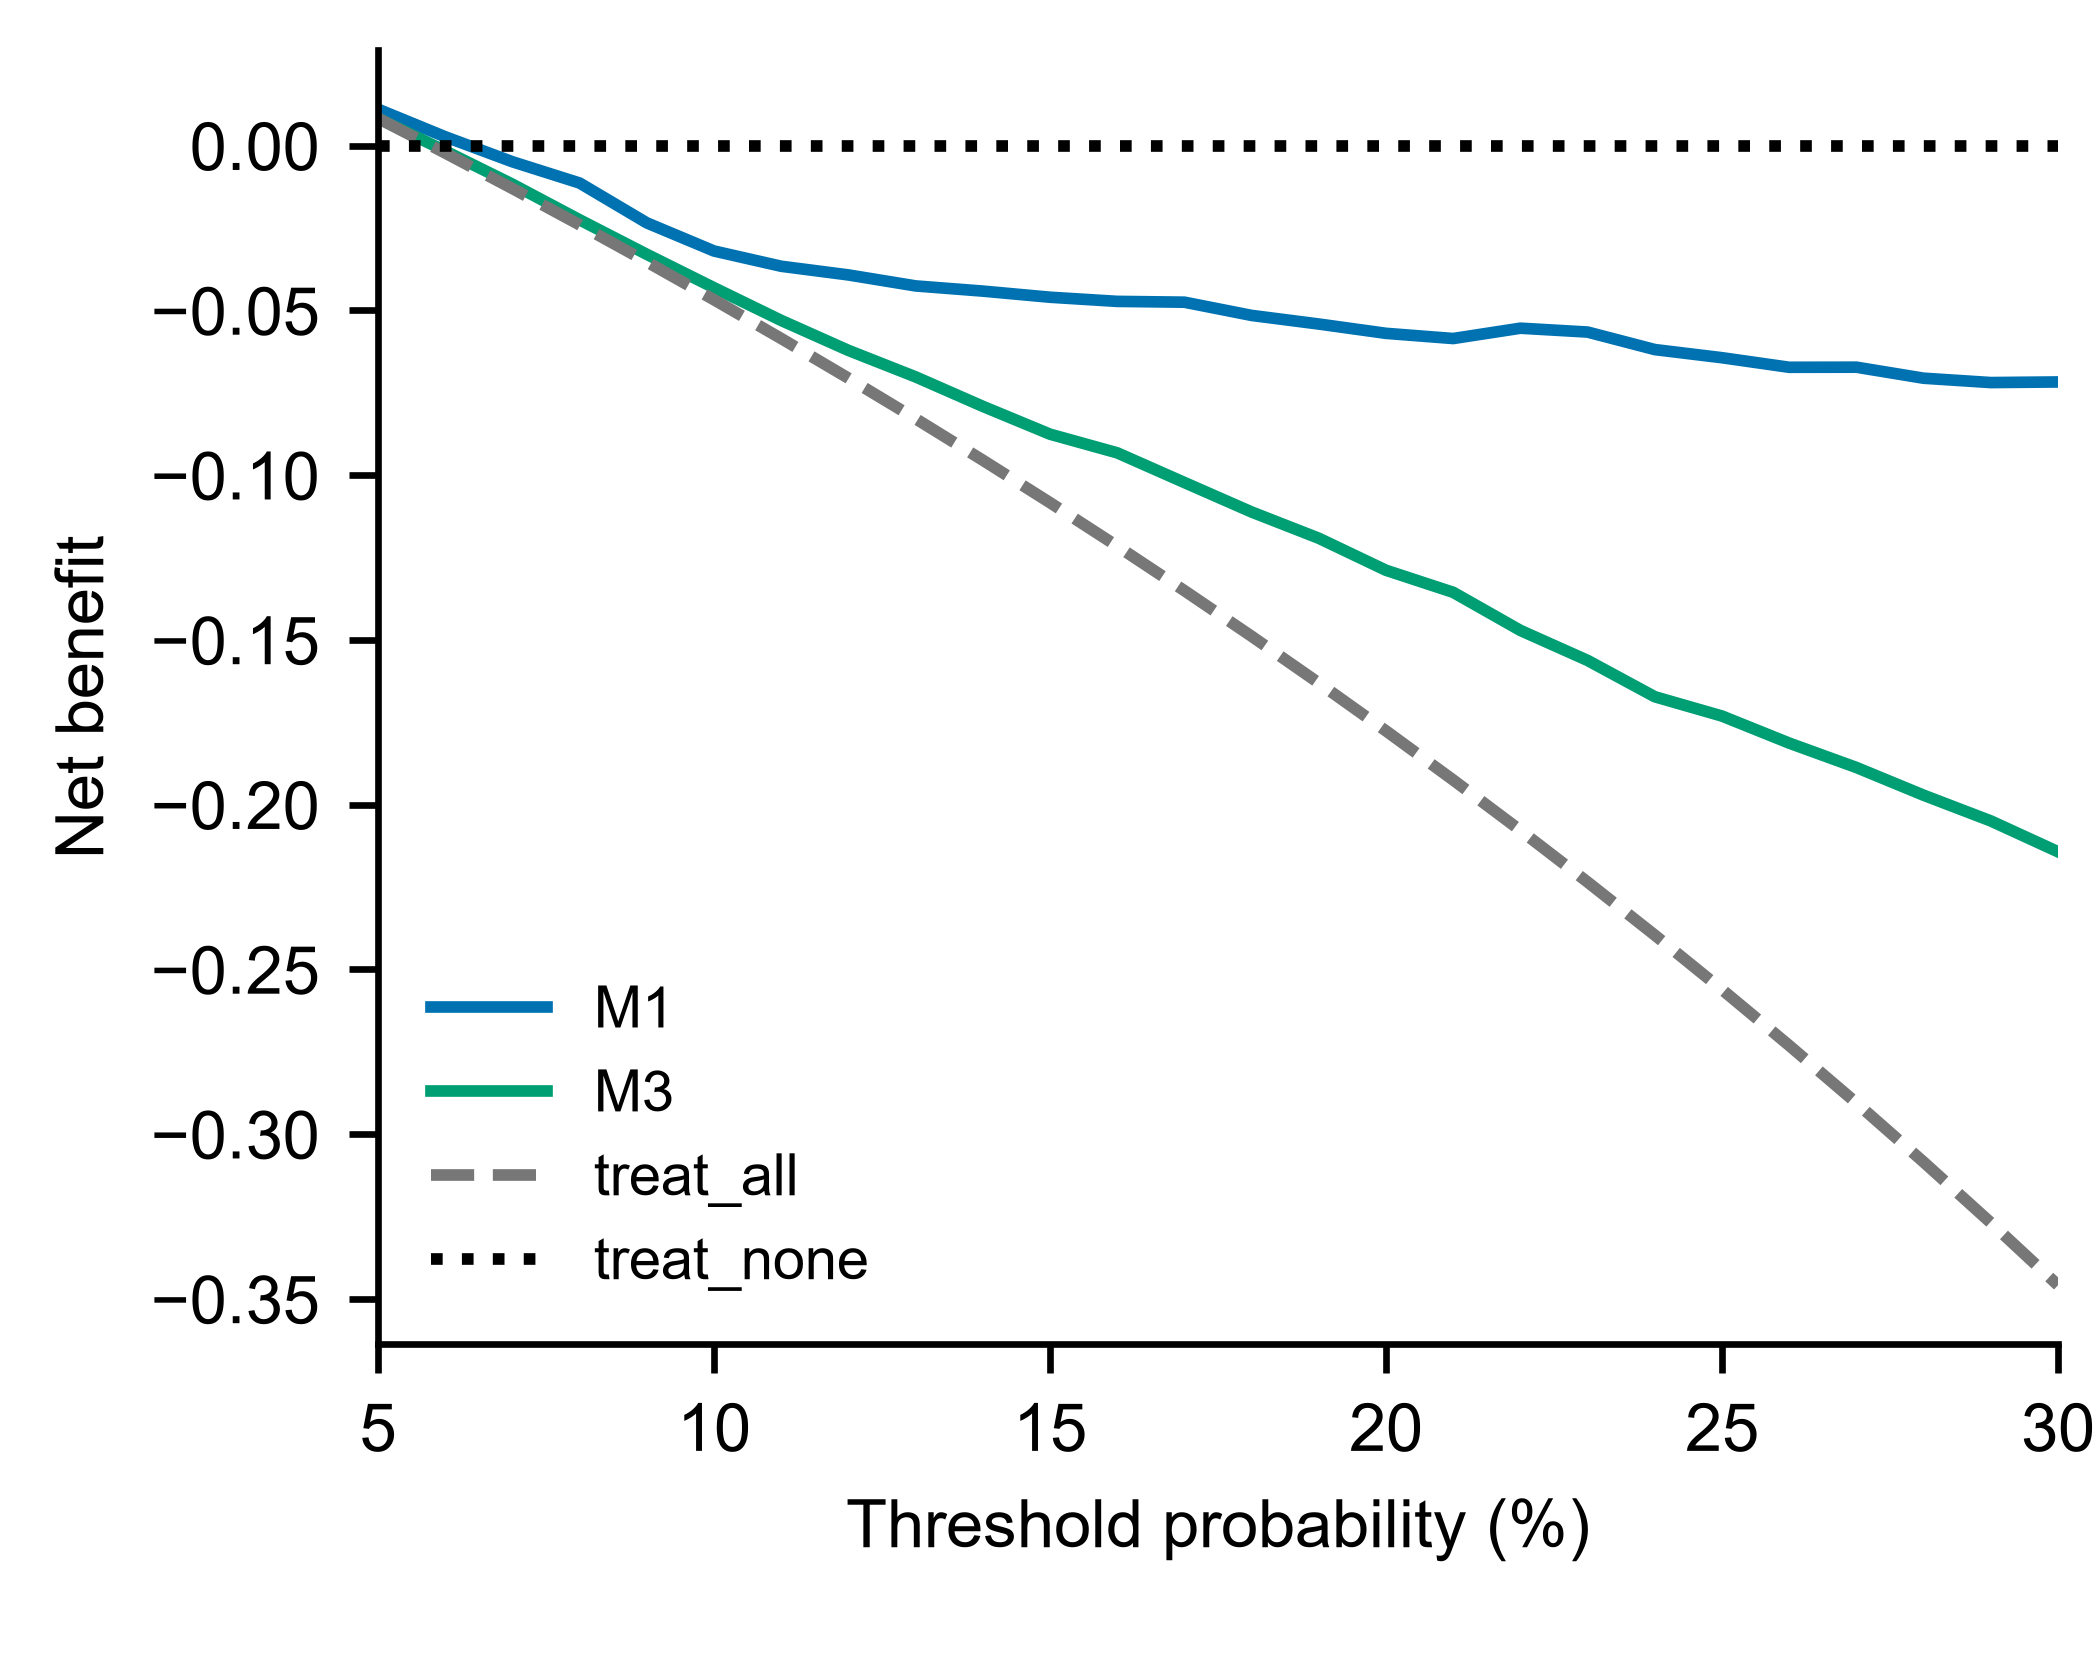 0.00
−0.05
−0.10
−0.15
−0.20
−0.25
−0.30
−0.35
Net benefit
M1
M3
treat_all
treat_none
5 10 15 20 25 30
Threshold probability (%)